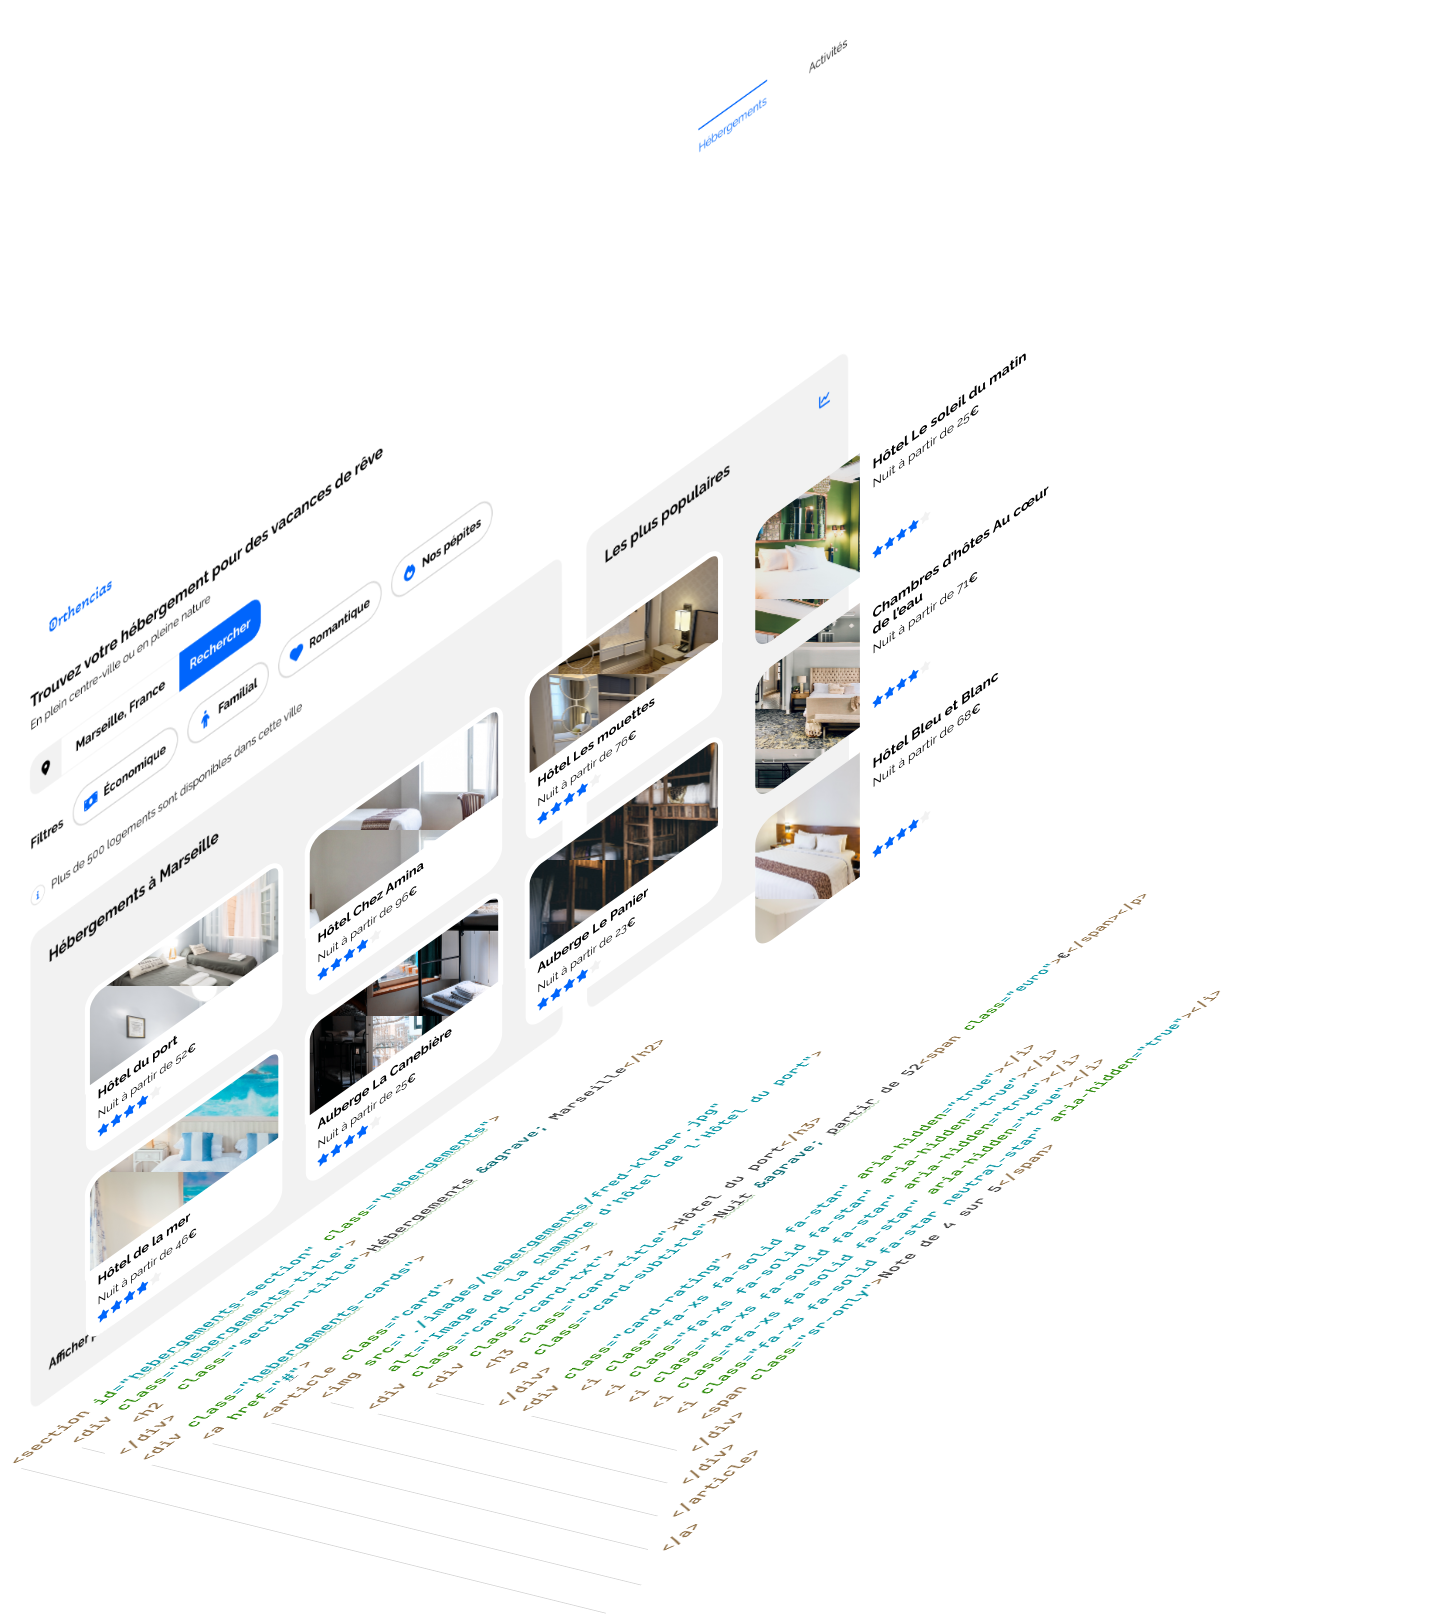 Activités
Hébergements
Orthencias
Trouvez votre hébergement pour des vacances de rêve
En plein centre-ville ou en pleine nature
Marseille, France
Rechercher
Filtres
Économique
Familial
Romantique
Nos pépites
Plus de 500 logements sont disponibles dans cette ville
Hébergements à Marseille
Hôtel du port
Nuit à partir de 52€
Hôtel Chez Amina
Nuit à partir de 96€
Hôtel Les mouettes
Nuit à partir de 76€
Hôtel de la mer
Nuit à partir de 46€
Auberge La Canebière
Nuit à partir de 25€
Auberge Le Panier
Nuit à partir de 23€
Afficher
Les plus populaires
Hôtel Le soleil du matin
Nuit à partir de 25€
Chambres d'hôtes Au cœur
de l'eau
Nuit à partir de 71€
Hôtel Bleu et Blanc
Nuit à partir de 68€
<section id="hebergements-section" class="hebergements">
<div class="hebergements-title">
<h2 class="section-title">Hébergements &agrave; Marseille</h2>
</div>
<div class="hebergements-cards">
<a href="#">
<article class="card">
<img src="./images/hebergements/fred-kleber.jpg"
alt="Image de la chambre d'hôtel de l'Hôtel du port">
<div class="card-content">
<div class="card-txt">
<h3 class="card-title">Hôtel du port</h3>
<p class="card-subtitle">Nuit &agrave; partir de 52<span class="euro">€</span></p>
</div>
<div class="card-rating">
<i class="fa-xs fa-solid fa-star" aria-hidden="true"></i>
<i class="fa-xs fa-solid fa-star" aria-hidden="true"></i>
<i class="fa-xs fa-solid fa-star" aria-hidden="true"></i>
<i class="fa-xs fa-solid fa-star" aria-hidden="true"></i>
<i class="fa-xs fa-solid fa-star neutral-star" aria-hidden="true"></i>
<span class="sr-only">Note de 4 sur 5</span>
</div>
</div>
</article>
</a>